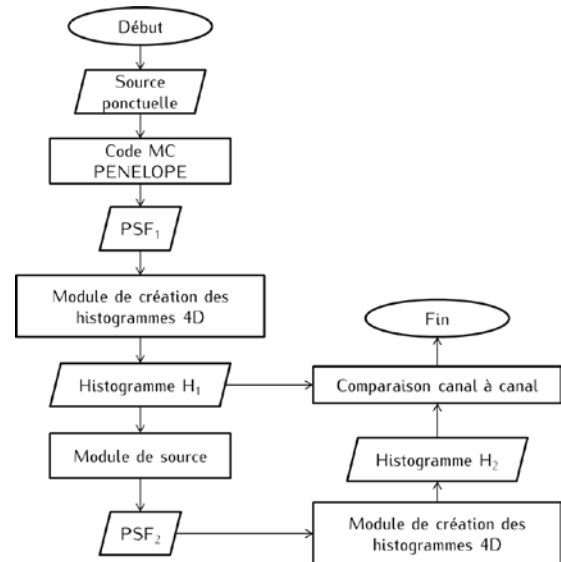 Début
Source
ponctuelle
Code MC
PENELOPE
PSF₁
Module de création des
histogrammes 4D
Histogramme H₁
Module de source
PSF₂
Fin
Comparaison canal à canal
Histogramme H₂
Module de création des
histogrammes 4D